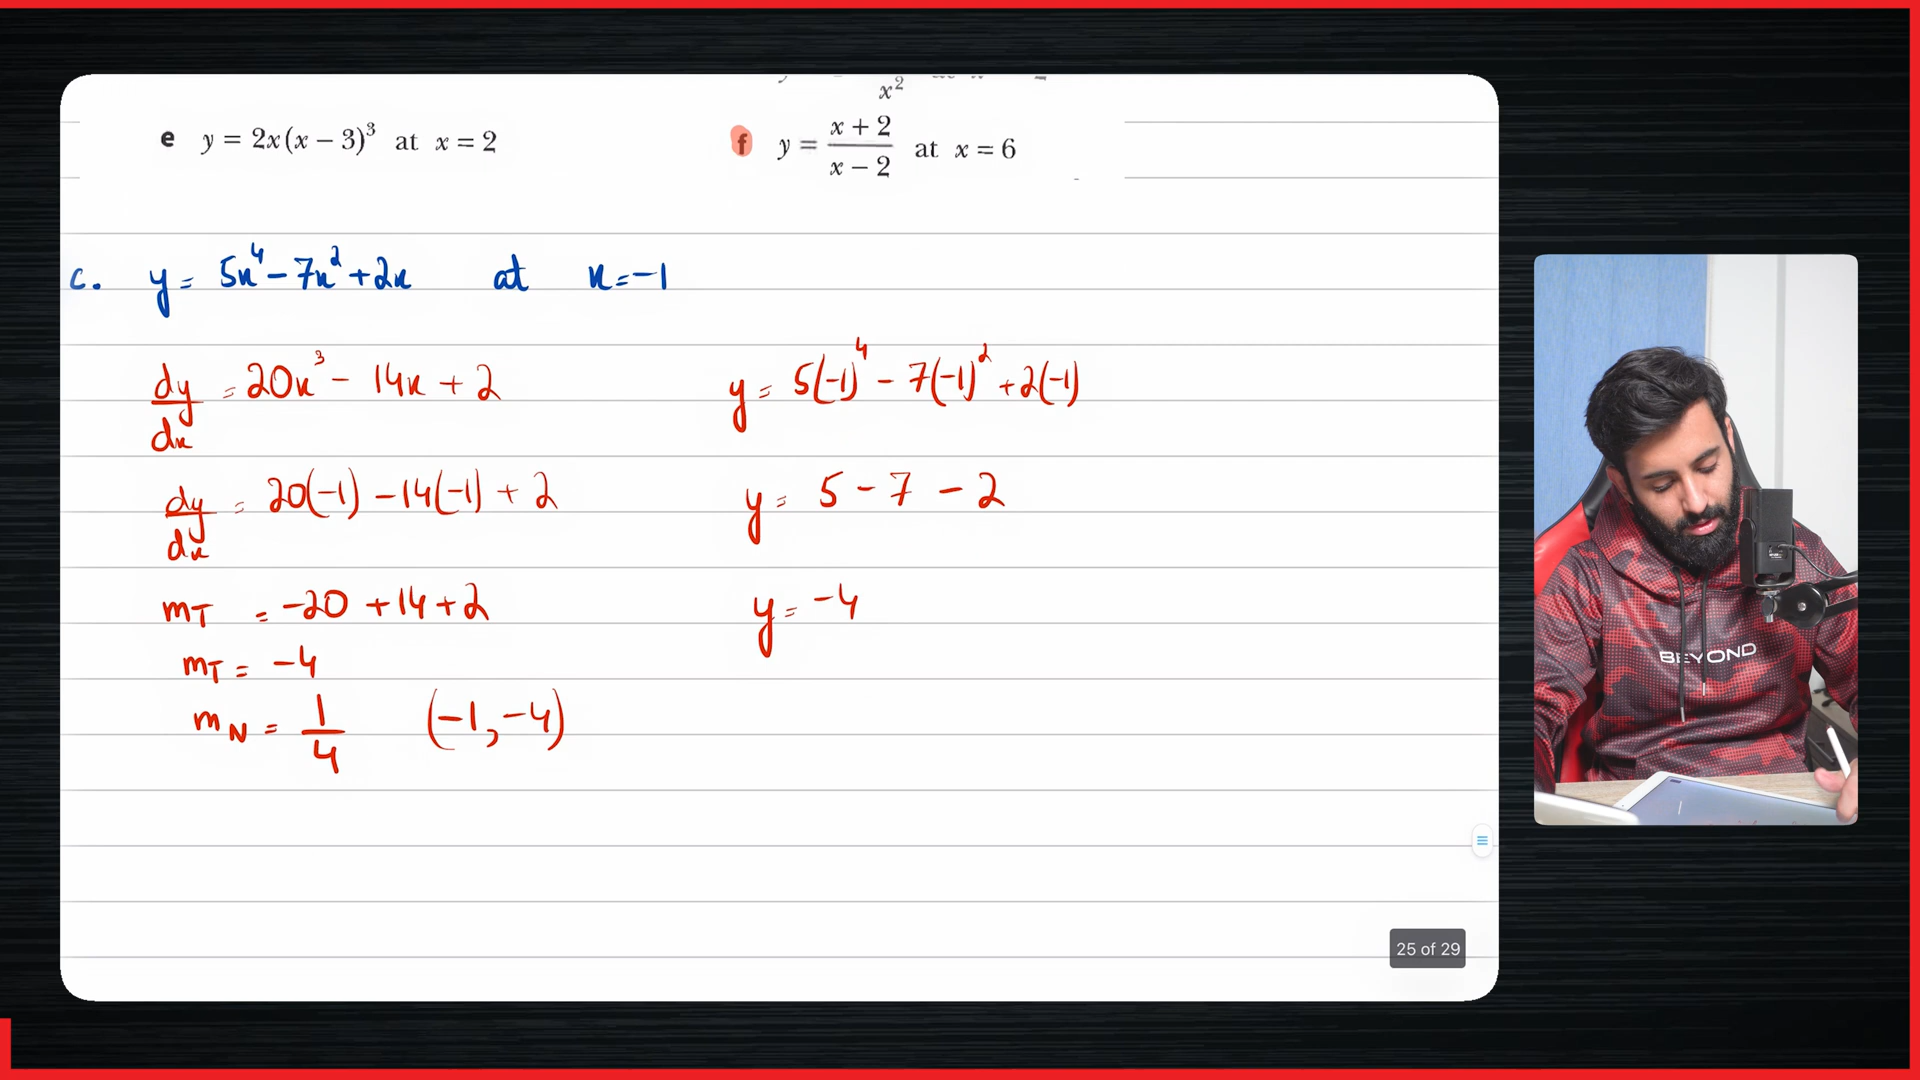 x²
e y = 2x(x − 3)³ at x = 2
f y = (x + 2)/(x − 2) at x = 6
c. y = 5x⁴ − 7x² + 2x at x = −1
dy/dx = 20x³ − 14x + 2
y = 5(−1)⁴ − 7(−1)² + 2(−1)
dy/dx = 20(−1) − 14(−1) + 2
y = 5 − 7 − 2
mT = −20 + 14 + 2
y = −4
mT = −4
mN = 1/4 (−1, −4)
BEYOND
25 of 29